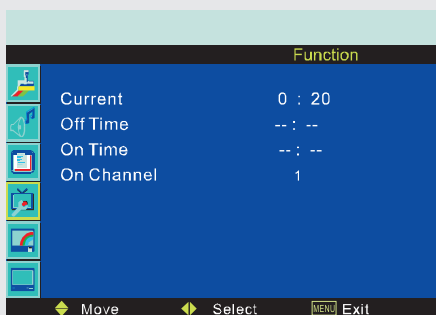 Function
Current 0 : 20
Off Time -- : --
On Time -- : --
On Channel 1
Move Select MENU Exit